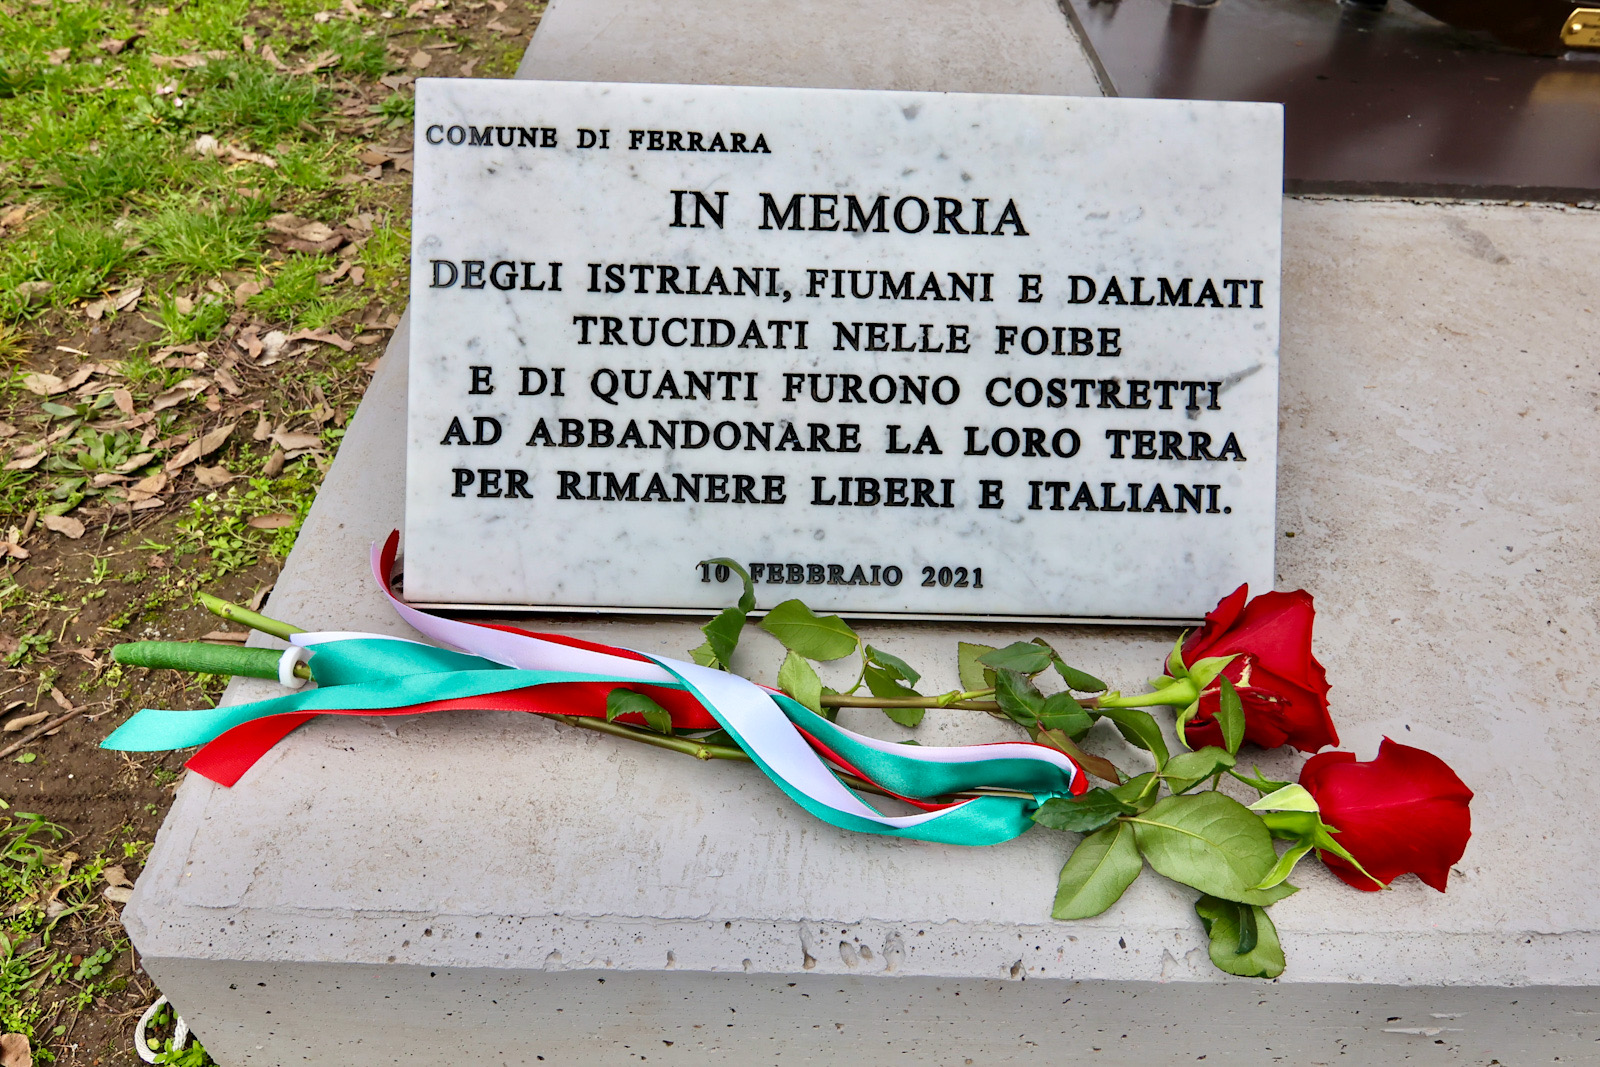 COMUNE DI FERRARA
IN MEMORIA
DEGLI ISTRIANI, FIUMANI E DALMATI
TRUCIDATI NELLE FOIBE
E DI QUANTI FURONO COSTRETTI
AD ABBANDONARE LA LORO TERRA
PER RIMANERE LIBERI E ITALIANI.
10 FEBBRAIO 2021